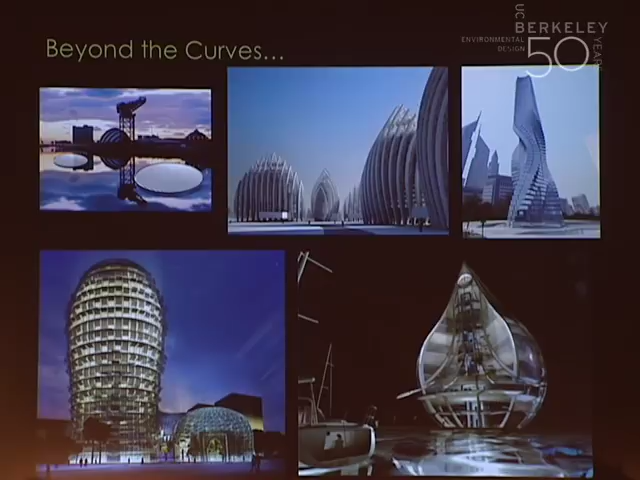 Beyond the Curves...
UC
BERKELEY
ENVIRONMENTAL
DESIGN
50
YEARS